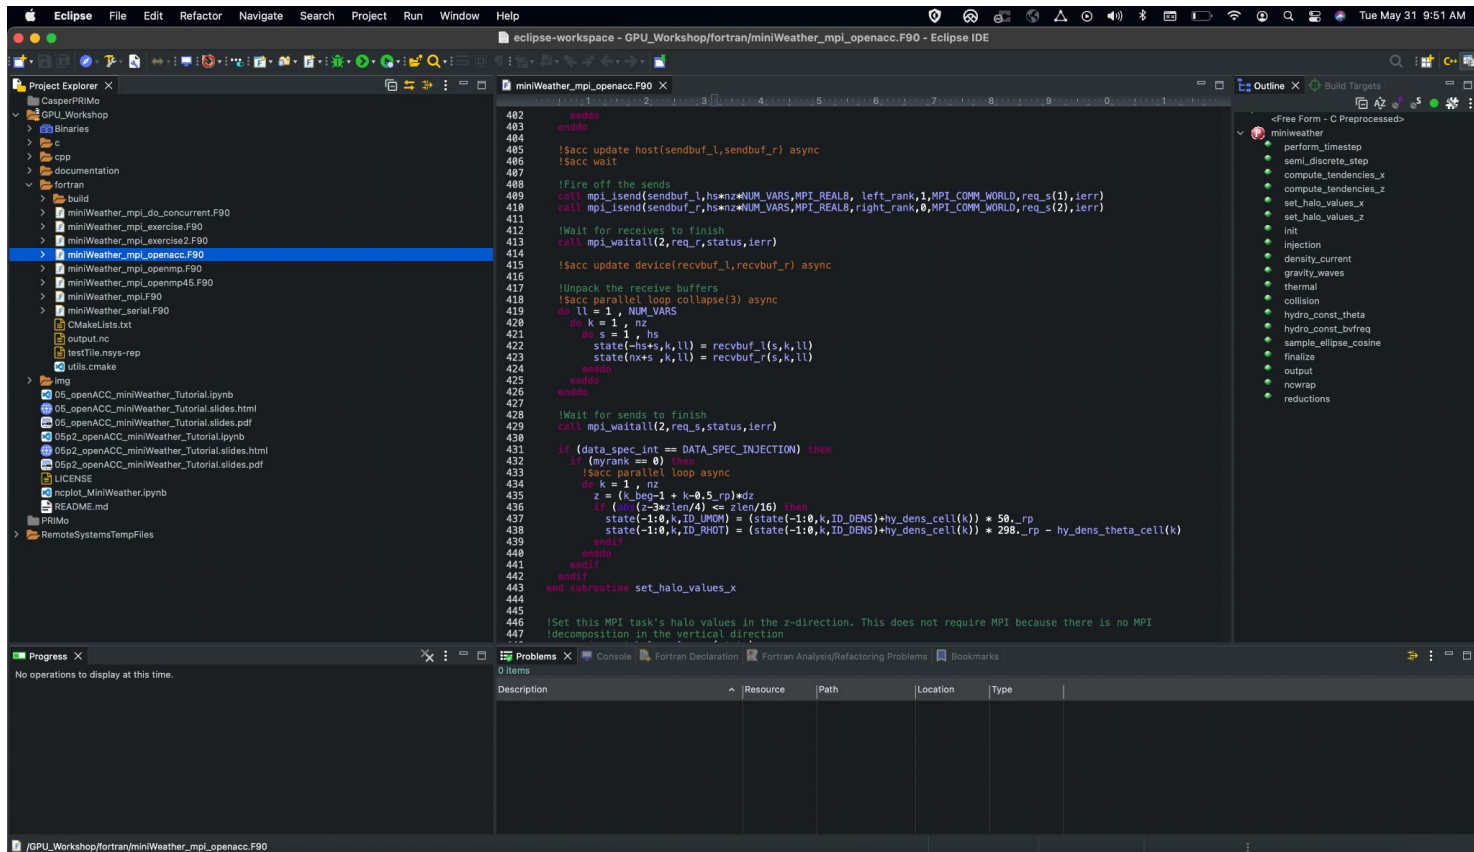 Eclipse File Edit Refactor Navigate Search Project Run Window Help Tue May 31 9:51 AM
eclipse-workspace - GPU_Workshop/fortran/miniWeather_mpi_openacc.F90 - Eclipse IDE
Project Explorer
CasperPRIMo
GPU_Workshop
Binaries
c
cpp
documentation
fortran
build
miniWeather_mpi_do_concurrent.F90
miniWeather_mpi_exercise.F90
miniWeather_mpi_exercise2.F90
miniWeather_mpi_openacc.F90
miniWeather_mpi_openmp.F90
miniWeather_mpi_openmp45.F90
miniWeather_mpi.F90
miniWeather_serial.F90
CMakeLists.txt
output.nc
testTile.nsys-rep
utils.cmake
img
05_openACC_miniWeather_Tutorial.ipynb
05_openACC_miniWeather_Tutorial.slides.html
05_openACC_miniWeather_Tutorial.slides.pdf
05p2_openACC_miniWeather_Tutorial.ipynb
05p2_openACC_miniWeather_Tutorial.slides.html
05p2_openACC_miniWeather_Tutorial.slides.pdf
LICENSE
ncplot_MiniWeather.ipynb
README.md
PRIMo
RemoteSystemsTempFiles
miniWeather_mpi_openacc.F90
402 enddo
403 enddo
404
405 !$acc update host(sendbuf_l,sendbuf_r) async
406 !$acc wait
407
408 !Fire off the sends
409 call mpi_isend(sendbuf_l,hs*nz*NUM_VARS,MPI_REAL8, left_rank,1,MPI_COMM_WORLD,req_s(1),ierr)
410 call mpi_isend(sendbuf_r,hs*nz*NUM_VARS,MPI_REAL8,right_rank,0,MPI_COMM_WORLD,req_s(2),ierr)
411
412 !Wait for receives to finish
413 call mpi_waitall(2,req_r,status,ierr)
414
415 !$acc update device(recvbuf_l,recvbuf_r) async
416
417 !Unpack the receive buffers
418 !$acc parallel loop collapse(3) async
419 do ll = 1 , NUM_VARS
420 do k = 1 , nz
421 do s = 1 , hs
422 state(-hs+s,k,ll) = recvbuf_l(s,k,ll)
423 state(nx+s ,k,ll) = recvbuf_r(s,k,ll)
424 enddo
425 enddo
426 enddo
427
428 !Wait for sends to finish
429 call mpi_waitall(2,req_s,status,ierr)
430
431 if (data_spec_int == DATA_SPEC_INJECTION) then
432 if (myrank == 0) then
433 !$acc parallel loop async
434 do k = 1 , nz
435 z = (k_beg-1 + k-0.5_rp)*dz
436 if (abs(z-3*zlen/4) <= zlen/16) then
437 state(-1:0,k,ID_UMOM) = (state(-1:0,k,ID_DENS)+hy_dens_cell(k)) * 50._rp
438 state(-1:0,k,ID_RHOT) = (state(-1:0,k,ID_DENS)+hy_dens_cell(k)) * 298._rp - hy_dens_theta_cell(k)
439 endif
440 enddo
441 endif
442 endif
443 end subroutine set_halo_values_x
444
445
446 !Set this MPI task's halo values in the z-direction. This does not require MPI because there is no MPI
447 !decomposition in the vertical direction
Outline Build Targets
<Free Form - C Preprocessed>
miniweather
perform_timestep
semi_discrete_step
compute_tendencies_x
compute_tendencies_z
set_halo_values_x
set_halo_values_z
init
injection
density_current
gravity_waves
thermal
collision
hydro_const_theta
hydro_const_bvfreq
sample_ellipse_cosine
finalize
output
ncwrap
reductions
Progress
No operations to display at this time.
Problems Console Fortran Declaration Fortran Analysis/Refactoring Problems Bookmarks
0 items
Description Resource Path Location Type
/GPU_Workshop/fortran/miniWeather_mpi_openacc.F90